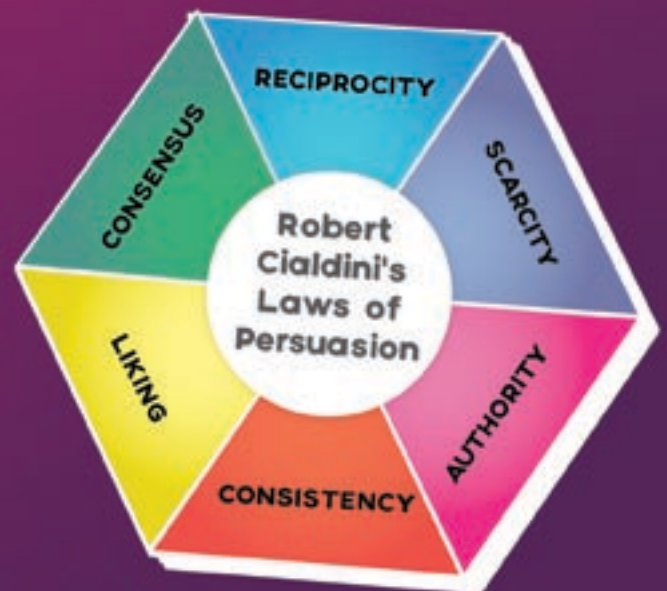 RECIPROCITY
SCARCITY
AUTHORITY
CONSISTENCY
LIKING
CONSENSUS
Robert
Cialdini's
Laws of
Persuasion